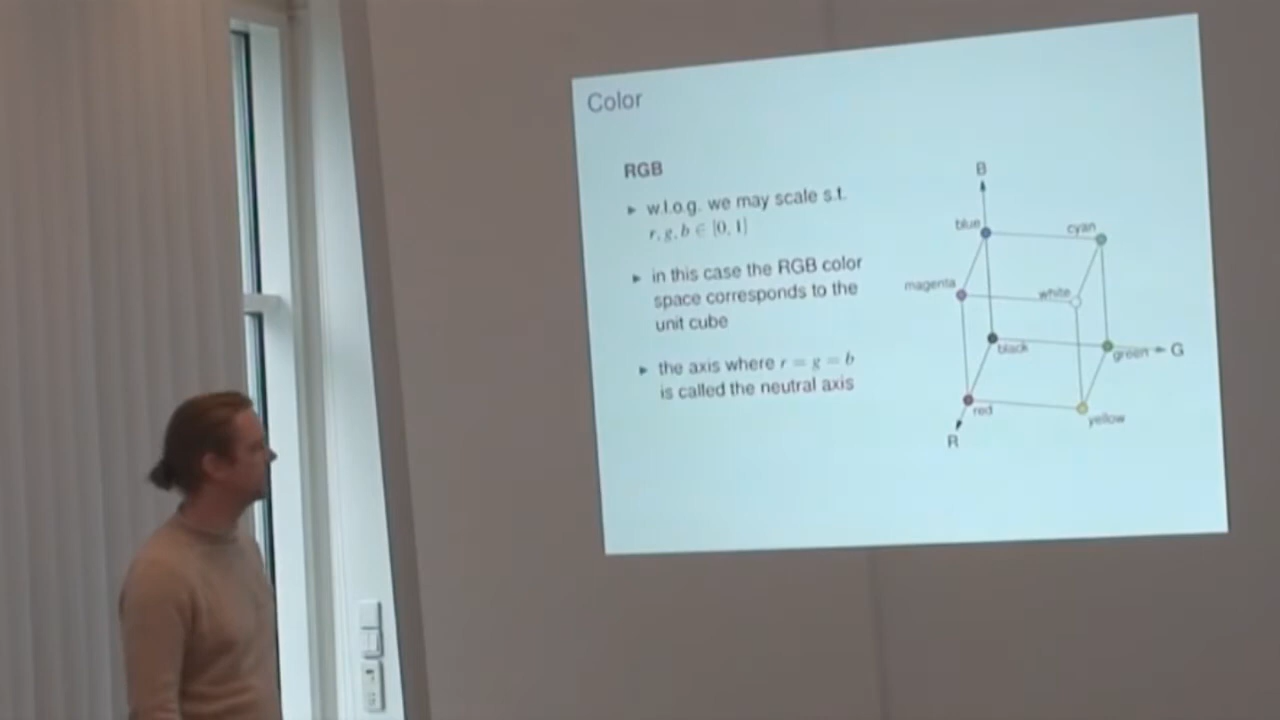 Color
RGB
▸ w.l.o.g. we may scale s.t.
r, g, b ∈ [0, 1]
▸ in this case the RGB color
space corresponds to the
unit cube
▸ the axis where r = g = b
is called the neutral axis
B
blue
cyan
magenta
white
black
green
G
red
yellow
R